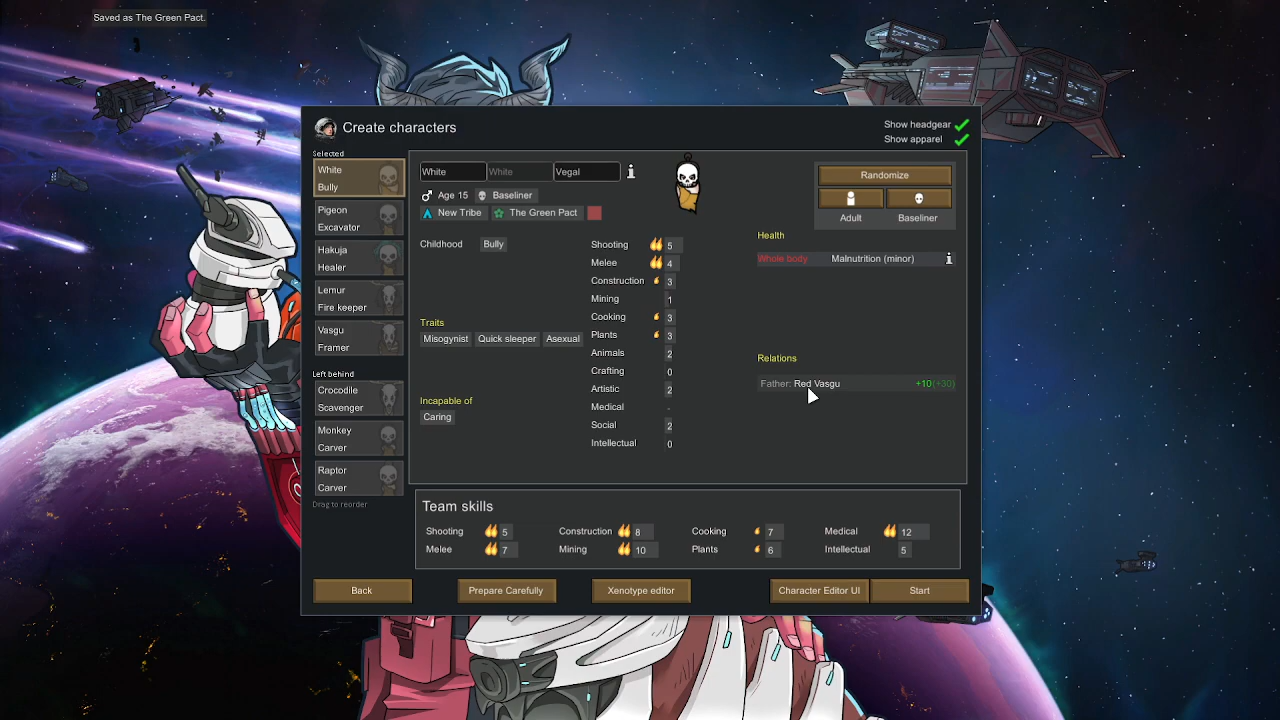 Saved as The Green Pact.
Create characters
Show headgear
Show apparel
Selected
White
Bully
Pigeon
Excavator
Hakuja
Healer
Lemur
Fire keeper
Vasgu
Framer
Left behind
Crocodile
Scavenger
Monkey
Carver
Raptor
Carver
Drag to reorder
White White Vegal
Age 15 Baseliner
New Tribe The Green Pact
Childhood Bully
Traits
Misogynist Quick sleeper Asexual
Incapable of
Caring
Shooting 5
Melee 4
Construction 3
Mining 1
Cooking 3
Plants 3
Animals 2
Crafting 0
Artistic 2
Medical -
Social 2
Intellectual 0
Randomize
Adult Baseliner
Health
Whole body Malnutrition (minor)
Relations
Father: Red Vasgu +10(+30)
Team skills
Shooting 5 Construction 8 Cooking 7 Medical 12
Melee 7 Mining 10 Plants 6 Intellectual 5
Back Prepare Carefully Xenotype editor Character Editor UI Start